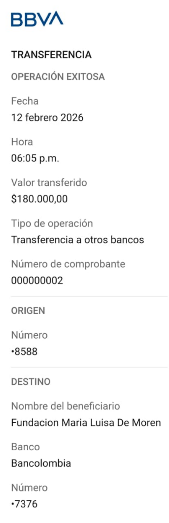 BBVA
TRANSFERENCIA
OPERACIÓN EXITOSA
Fecha
12 febrero 2026
Hora
06:05 p.m.
Valor transferido
$180.000,00
Tipo de operación
Transferencia a otros bancos
Número de comprobante
000000002
ORIGEN
Número
•8588
DESTINO
Nombre del beneficiario
Fundacion Maria Luisa De Moren
Banco
Bancolombia
Número
•7376